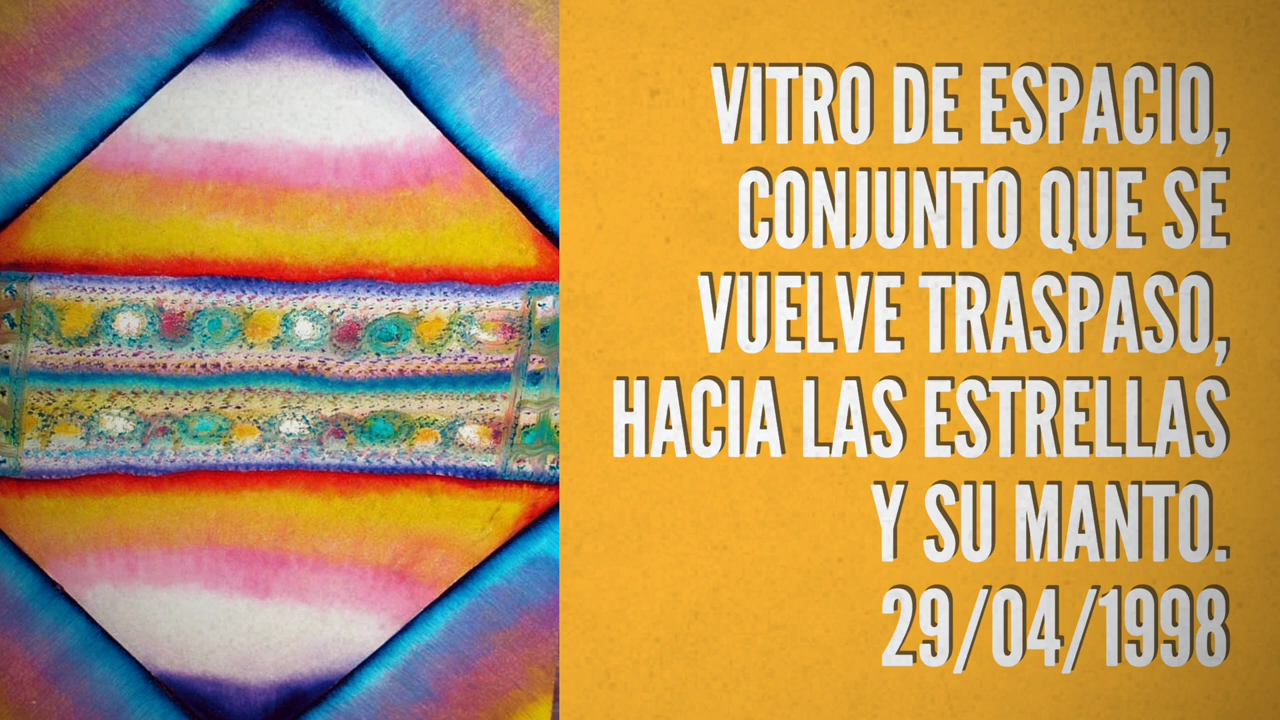 VITRO DE ESPACIO,
CONJUNTO QUE SE
VUELVE TRASPASO,
HACIA LAS ESTRELLAS
Y SU MANTO.
29/04/1998